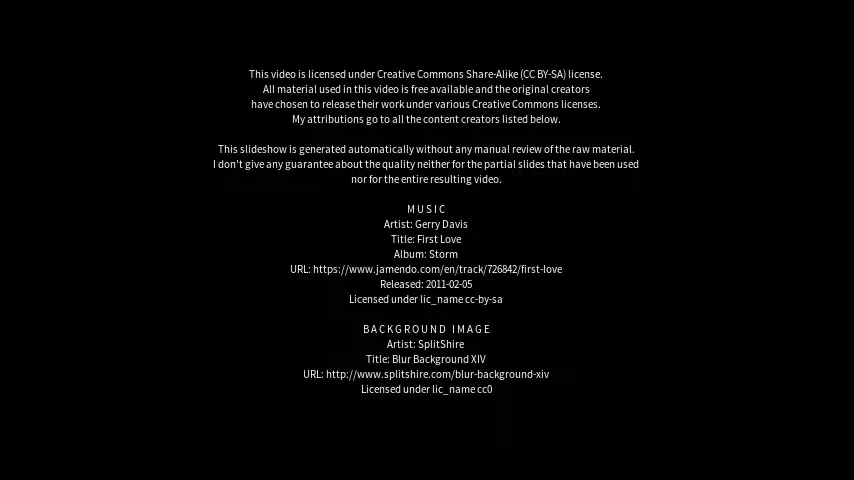 This video is licensed under Creative Commons Share-Alike (CC BY-SA) license.
All material used in this video is free available and the original creators
have chosen to release their work under various Creative Commons licenses.
My attributions go to all the content creators listed below.
This slideshow is generated automatically without any manual review of the raw material.
I don't give any guarantee about the quality neither for the partial slides that have been used
nor for the entire resulting video.
MUSIC
Artist: Gerry Davis
Title: First Love
Album: Storm
URL: https://www.jamendo.com/en/track/726842/first-love
Released: 2011-02-05
Licensed under lic_name cc-by-sa
BACKGROUND IMAGE
Artist: SplitShire
Title: Blur Background XIV
URL: http://www.splitshire.com/blur-background-xiv
Licensed under lic_name cc0